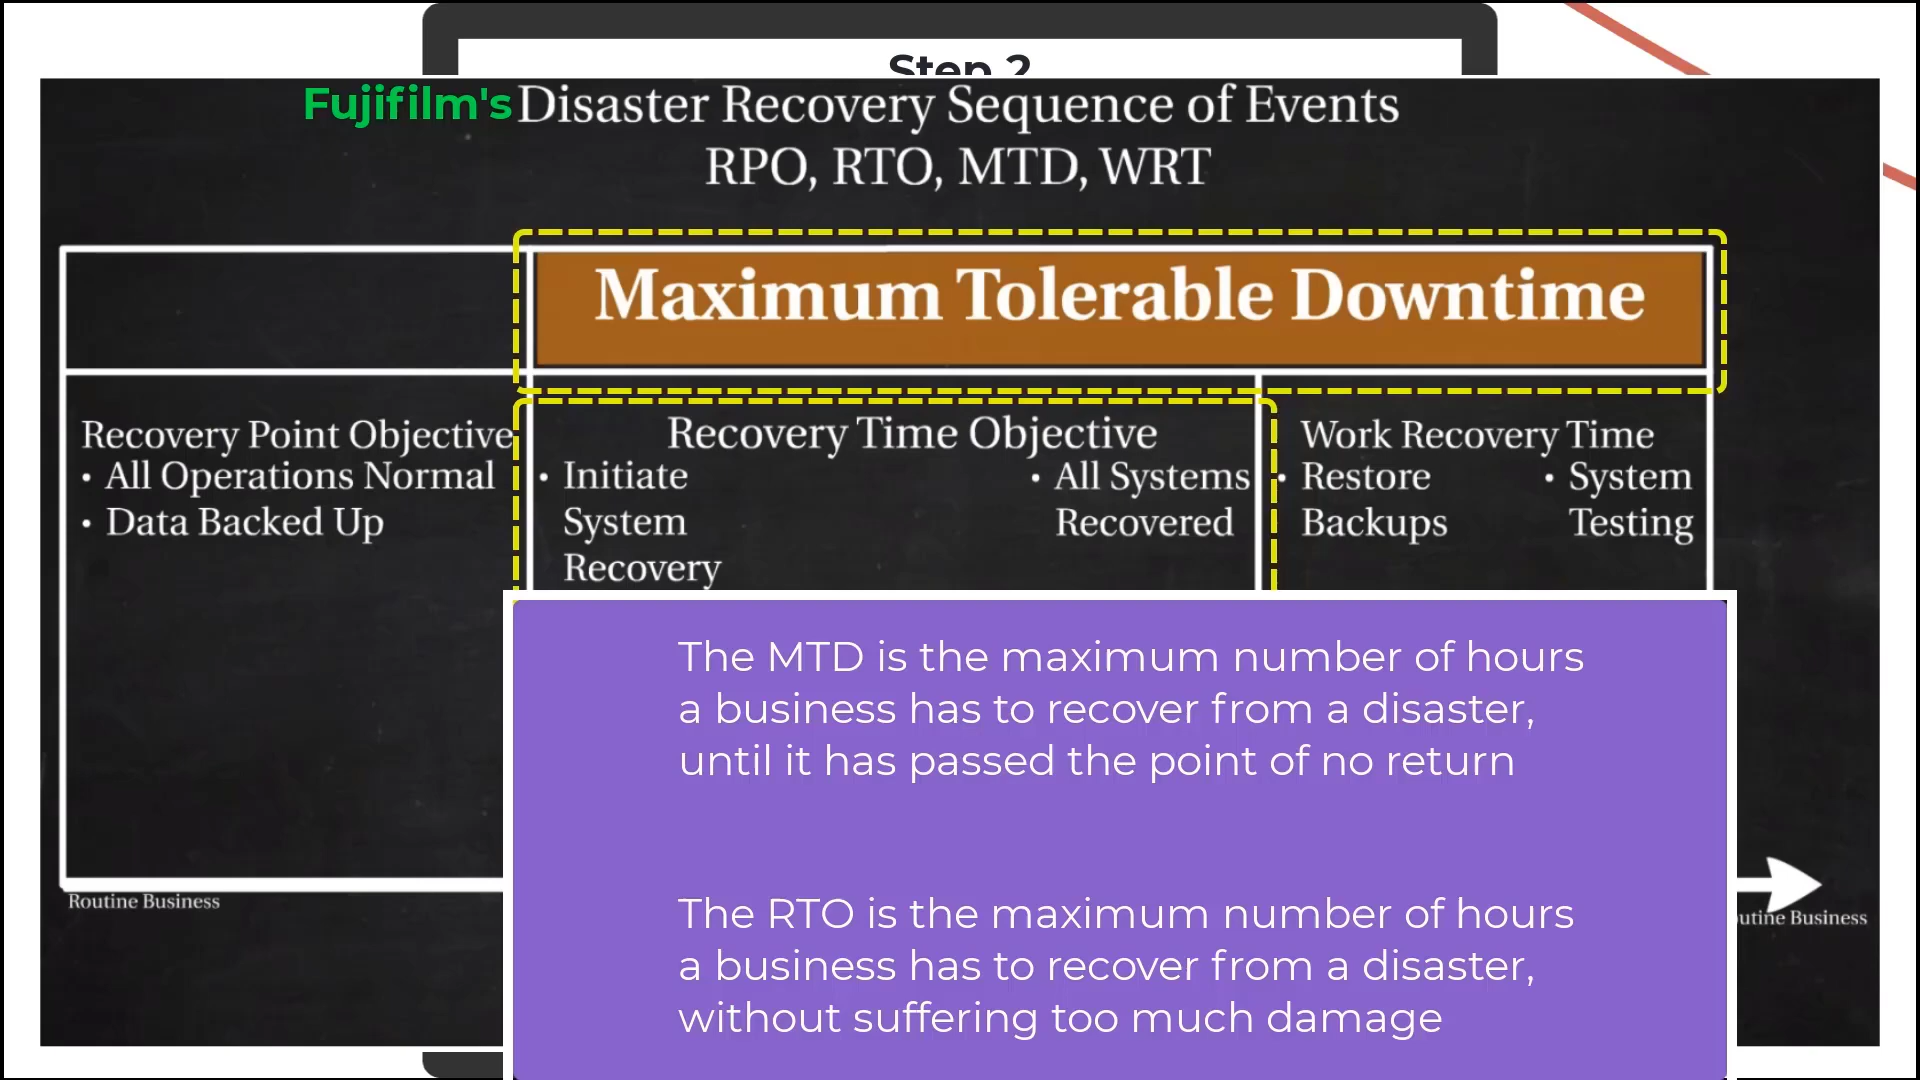 Step 2
Fujifilm's Disaster Recovery Sequence of Events
RPO, RTO, MTD, WRT
Maximum Tolerable Downtime
Recovery Point Objective
• All Operations Normal
• Data Backed Up
Recovery Time Objective
• Initiate
System
Recovery
• All Systems
Recovered
Work Recovery Time
• Restore
Backups
• System
Testing
The MTD is the maximum number of hours
a business has to recover from a disaster,
until it has passed the point of no return
The RTO is the maximum number of hours
a business has to recover from a disaster,
without suffering too much damage
Routine Business
utine Business